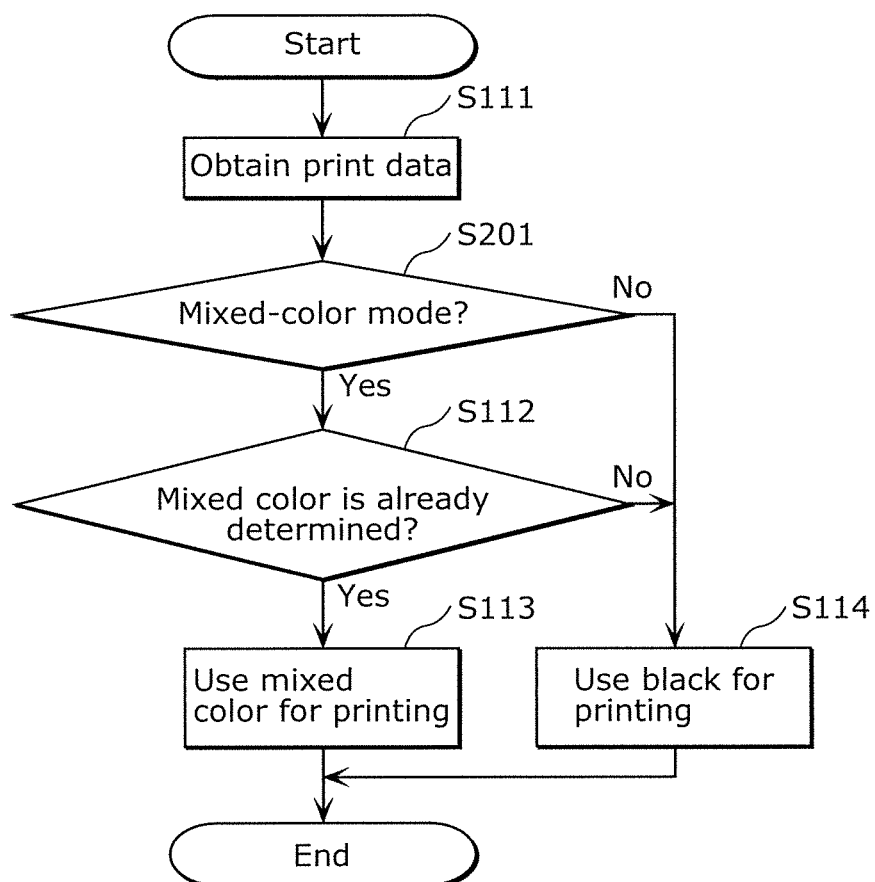 Start
S111
Obtain print data
S201
Mixed-color mode?
No
Yes
S112
Mixed color is already
determined?
No
Yes
S113
Use mixed
color for printing
S114
Use black for
printing
End